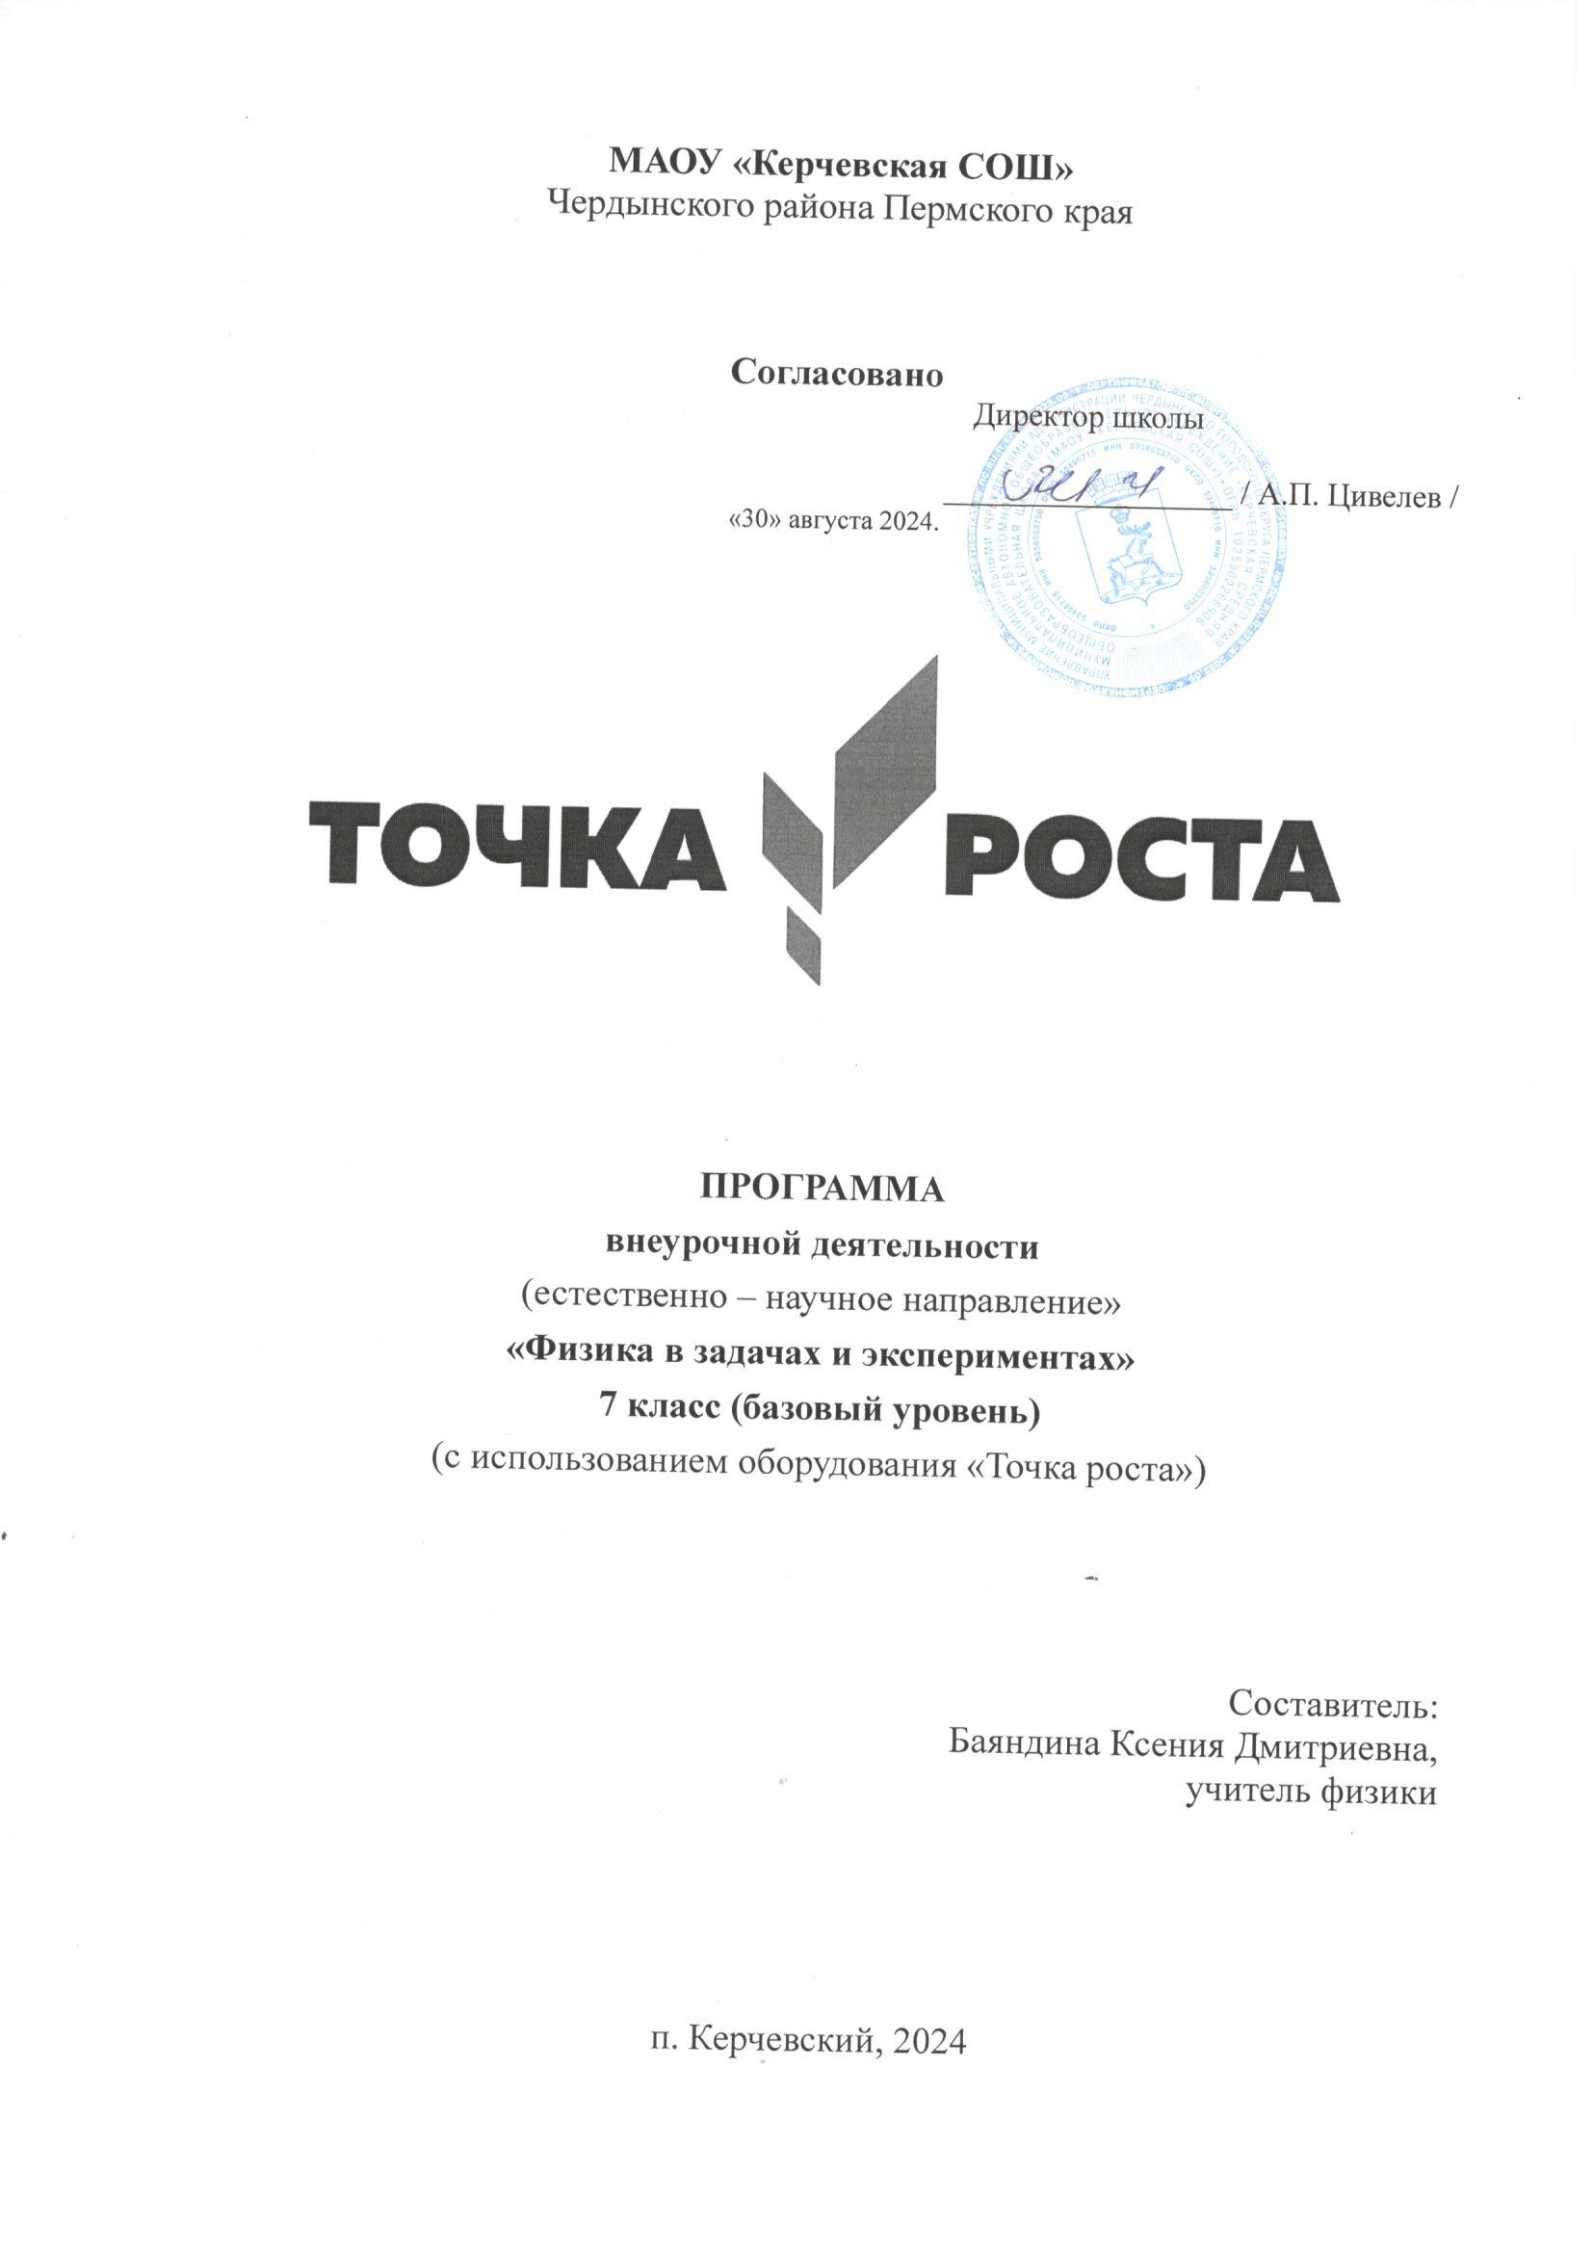 МАОУ «Керчевская СОШ»
Чердынского района Пермского края
Согласовано
Директор школы
/ А.П. Цивелев /
«30» августа 2024.
ТОЧКА РОСТА
ПРОГРАММА
внеурочной деятельности
(естественно – научное направление»
«Физика в задачах и экспериментах»
7 класс (базовый уровень)
(с использованием оборудования «Точка роста»)
Составитель:
Баяндина Ксения Дмитриевна,
учитель физики
п. Керчевский, 2024